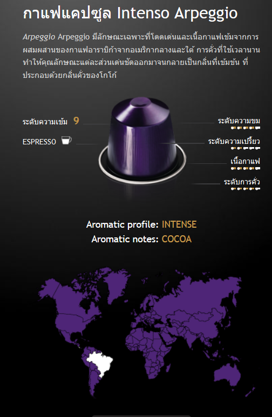 กาแฟแคปซูล Intenso Arpeggio
Arpeggio Arpeggio มีลักษณะเฉพาะที่โดดเด่นและเนื้อกาแฟเข้มจากการ
ผสมผสานของกาแฟอาราบิก้าจากอเมริกากลางและใต้ การคั่วที่ใช้เวลานาน
ทำให้คุณลักษณะและส่วนเด่นชัดออกมาจนกลายเป็นกลิ่นที่เข้มข้น ที่
ประกอบด้วยกลิ่นคั่วของโกโก้
ระดับความเข้ม 9
ESPRESSO
ระดับความขม
ระดับความเปรี้ยว
เนื้อกาแฟ
ระดับการคั่ว
Aromatic profile: INTENSE
Aromatic notes: COCOA